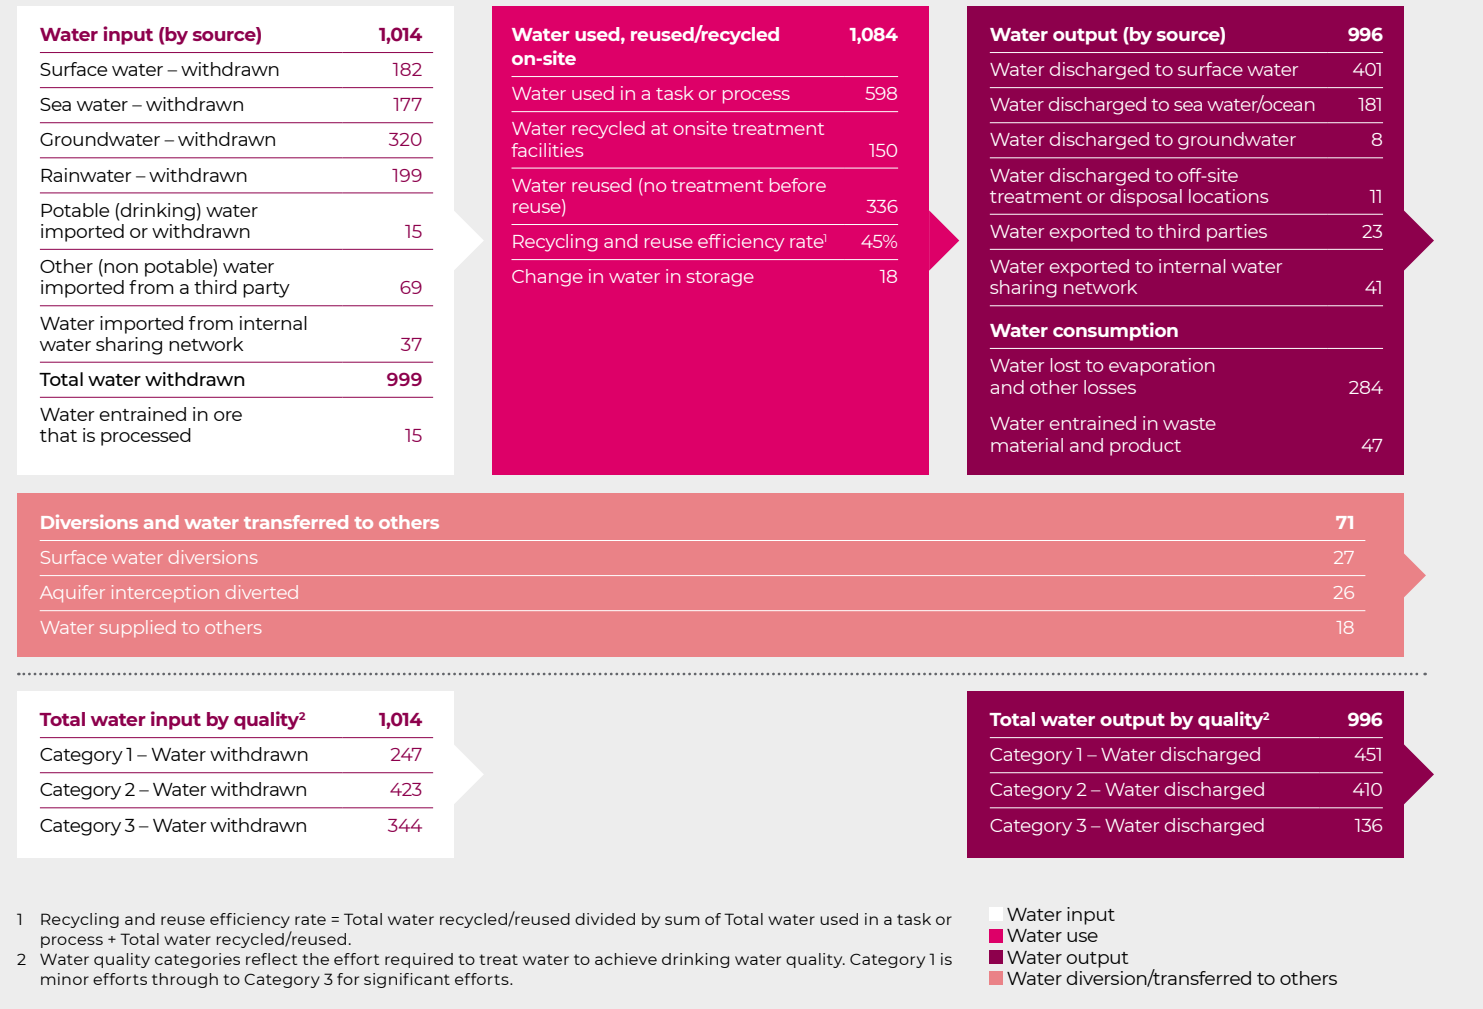 Water input (by source) 1,014
Surface water – withdrawn 182
Sea water – withdrawn 177
Groundwater – withdrawn 320
Rainwater – withdrawn 199
Potable (drinking) water
imported or withdrawn 15
Other (non potable) water
imported from a third party 69
Water imported from internal
water sharing network 37
Total water withdrawn 999
Water entrained in ore
that is processed 15
Water used, reused/recycled 1,084
on-site
Water used in a task or process 598
Water recycled at onsite treatment
facilities 150
Water reused (no treatment before
reuse) 336
Recycling and reuse efficiency rate1 45%
Change in water in storage 18
Water output (by source) 996
Water discharged to surface water 401
Water discharged to sea water/ocean 181
Water discharged to groundwater 8
Water discharged to off-site
treatment or disposal locations 11
Water exported to third parties 23
Water exported to internal water
sharing network 41
Water consumption
Water lost to evaporation
and other losses 284
Water entrained in waste
material and product 47
Diversions and water transferred to others 71
Surface water diversions 27
Aquifer interception diverted 26
Water supplied to others 18
Total water input by quality2 1,014
Category 1 – Water withdrawn 247
Category 2 – Water withdrawn 423
Category 3 – Water withdrawn 344
Total water output by quality2 996
Category 1 – Water discharged 451
Category 2 – Water discharged 410
Category 3 – Water discharged 136
1 Recycling and reuse efficiency rate = Total water recycled/reused divided by sum of Total water used in a task or
process + Total water recycled/reused.
2 Water quality categories reflect the effort required to treat water to achieve drinking water quality. Category 1 is
minor efforts through to Category 3 for significant efforts.
Water input
Water use
Water output
Water diversion/transferred to others